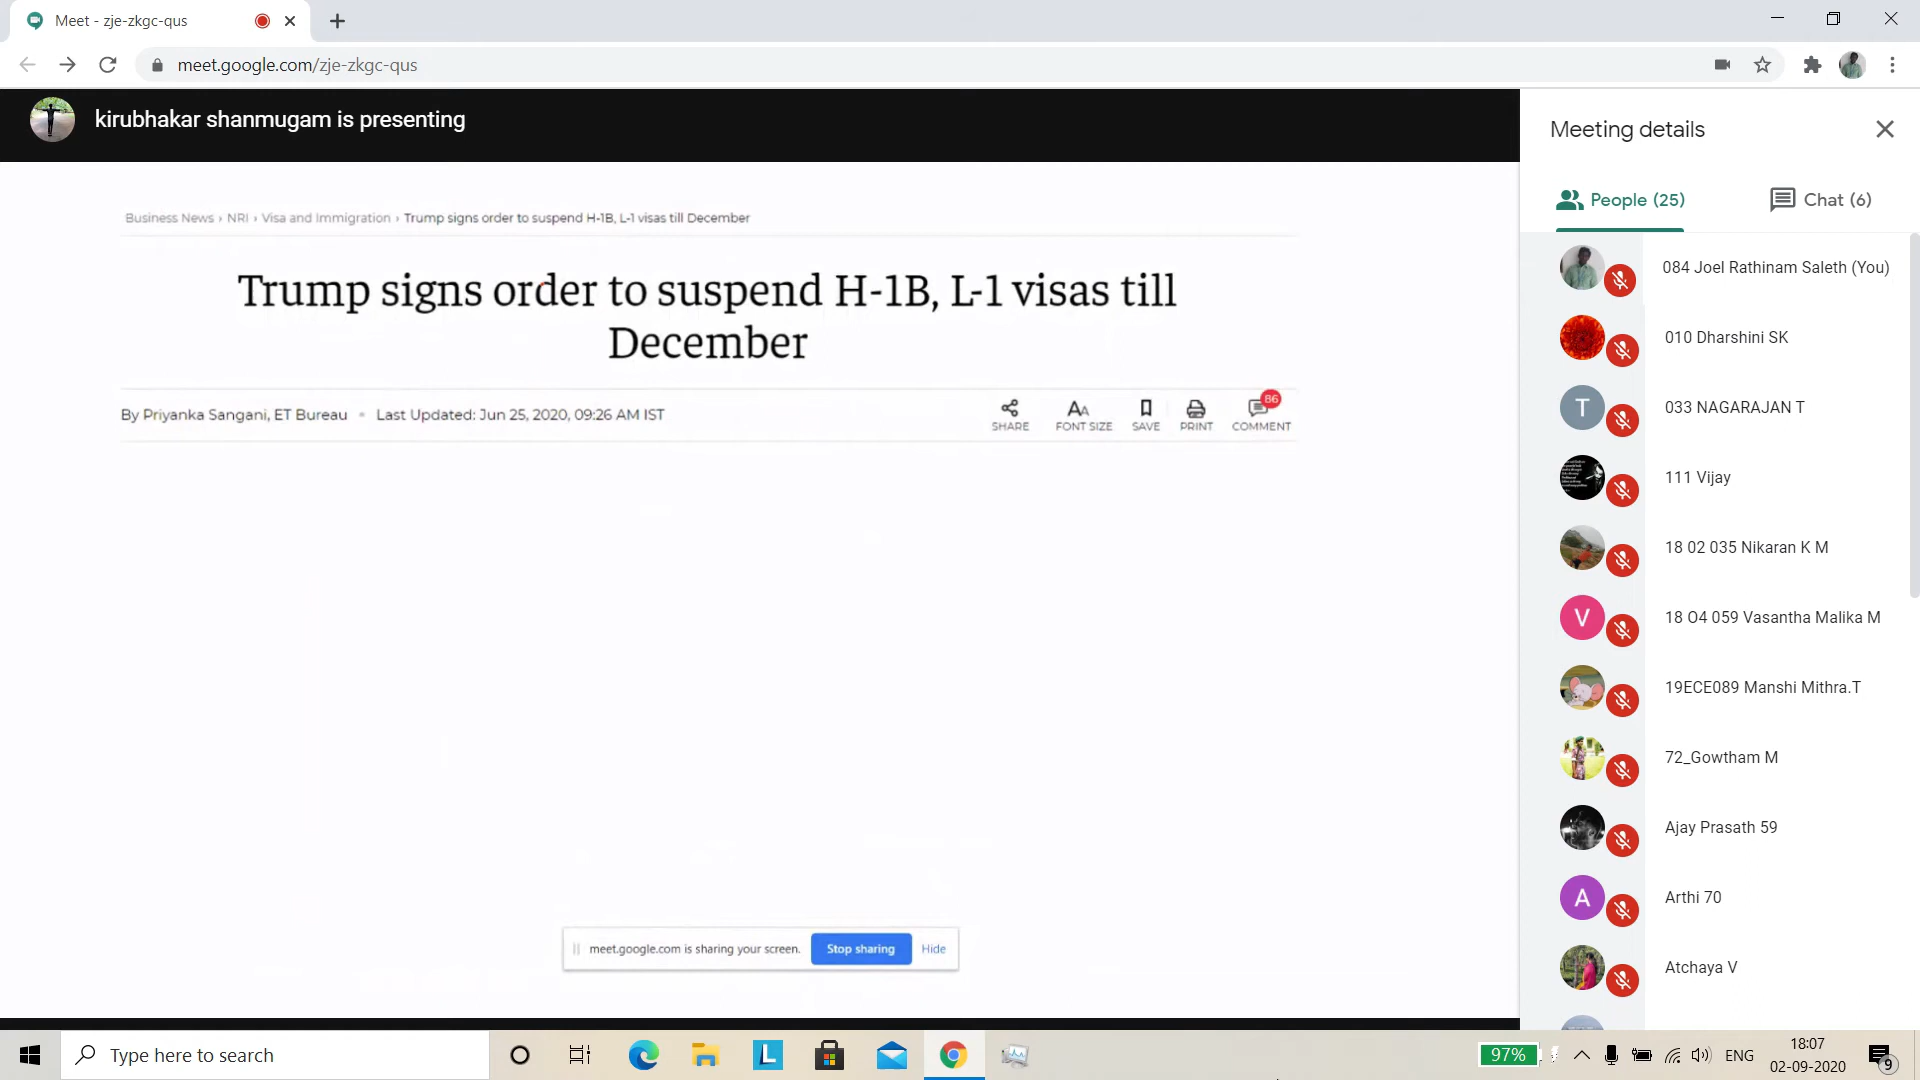 Meet - zje-zkgc-qus
meet.google.com/zje-zkgc-qus
kirubhakar shanmugam is presenting
Business News › NRI › Visa and Immigration › Trump signs order to suspend H-1B, L-1 visas till December
Trump signs order to suspend H-1B, L-1 visas till
December
By Priyanka Sangani, ET Bureau • Last Updated: Jun 25, 2020, 09:26 AM IST
SHARE
FONT SIZE
SAVE
PRINT
86
COMMENT
meet.google.com is sharing your screen. Stop sharing Hide
Meeting details
People (25) Chat (6)
084 Joel Rathinam Saleth (You)
010 Dharshini SK
T 033 NAGARAJAN T
111 Vijay
18 02 035 Nikaran K M
V 18 O4 059 Vasantha Malika M
19ECE089 Manshi Mithra.T
72_Gowtham M
Ajay Prasath 59
A Arthi 70
Atchaya V
Type here to search
L
97%
ENG
18:07
02-09-2020
9